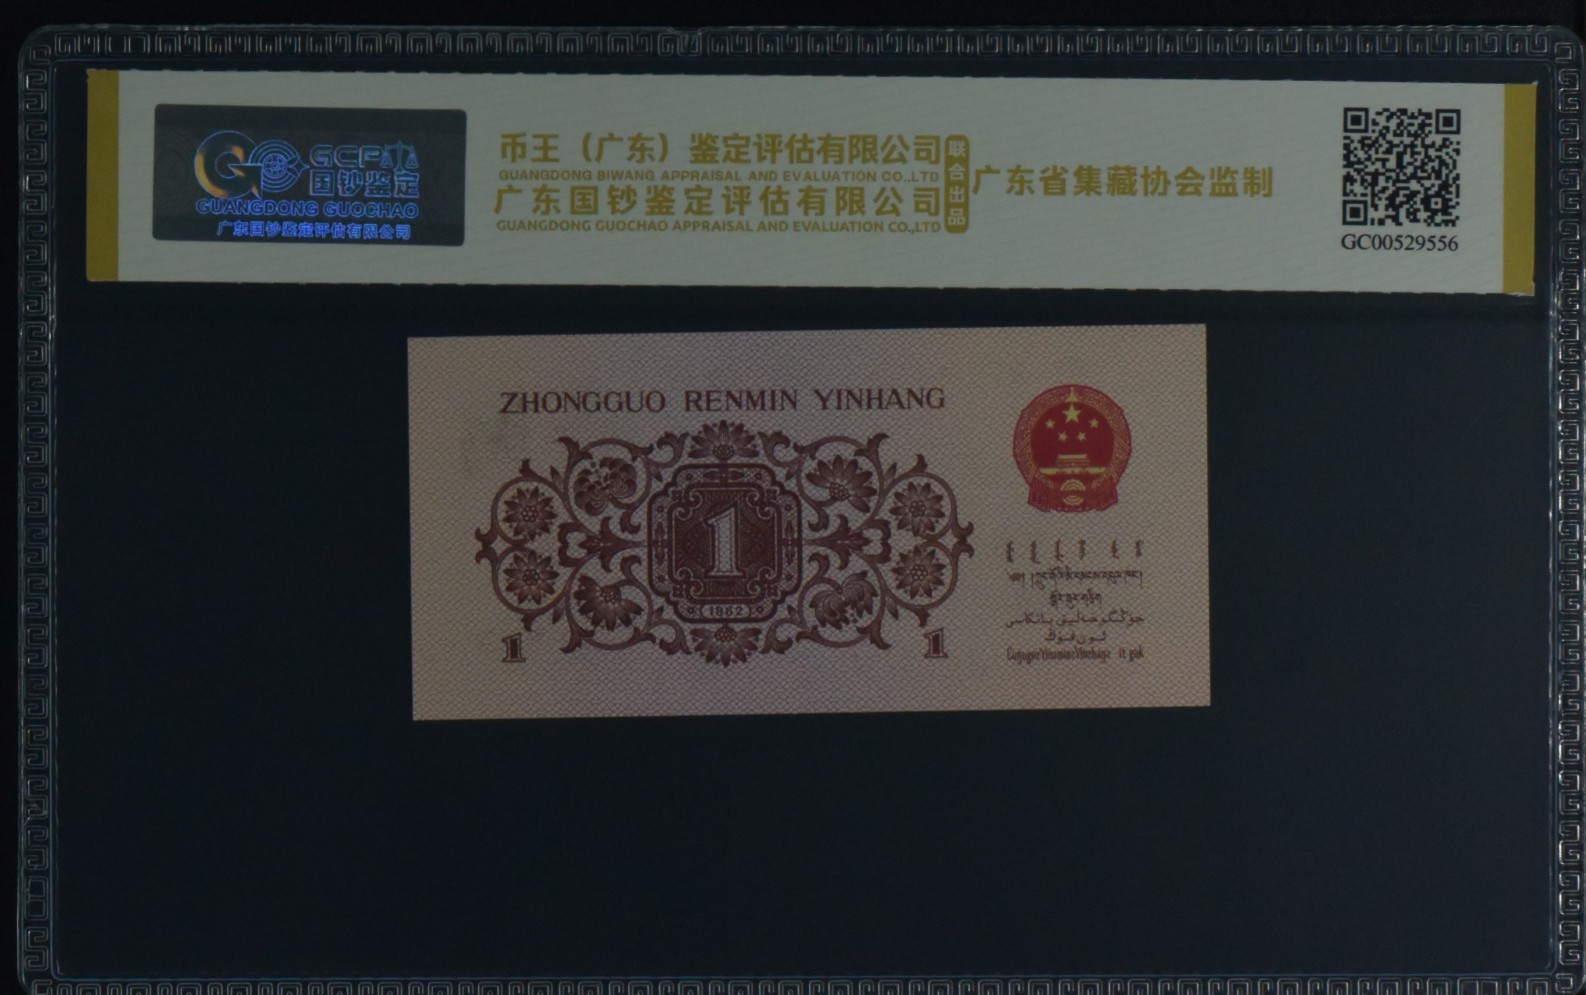 GCF
国钞鉴定
GUANGDONG GUOCHAO
广东国钞鉴定评估有限公司
币王（广东）鉴定评估有限公司
GUANGDONG BIWANG APPRAISAL AND EVALUATION CO.,LTD
广东国钞鉴定评估有限公司
GUANGDONG GUOCHAO APPRAISAL AND EVALUATION CO.,LTD
联合出品
广东省集藏协会监制
GC00529556
ZHONGGUO RENMIN YINHANG
1
1962
1
1